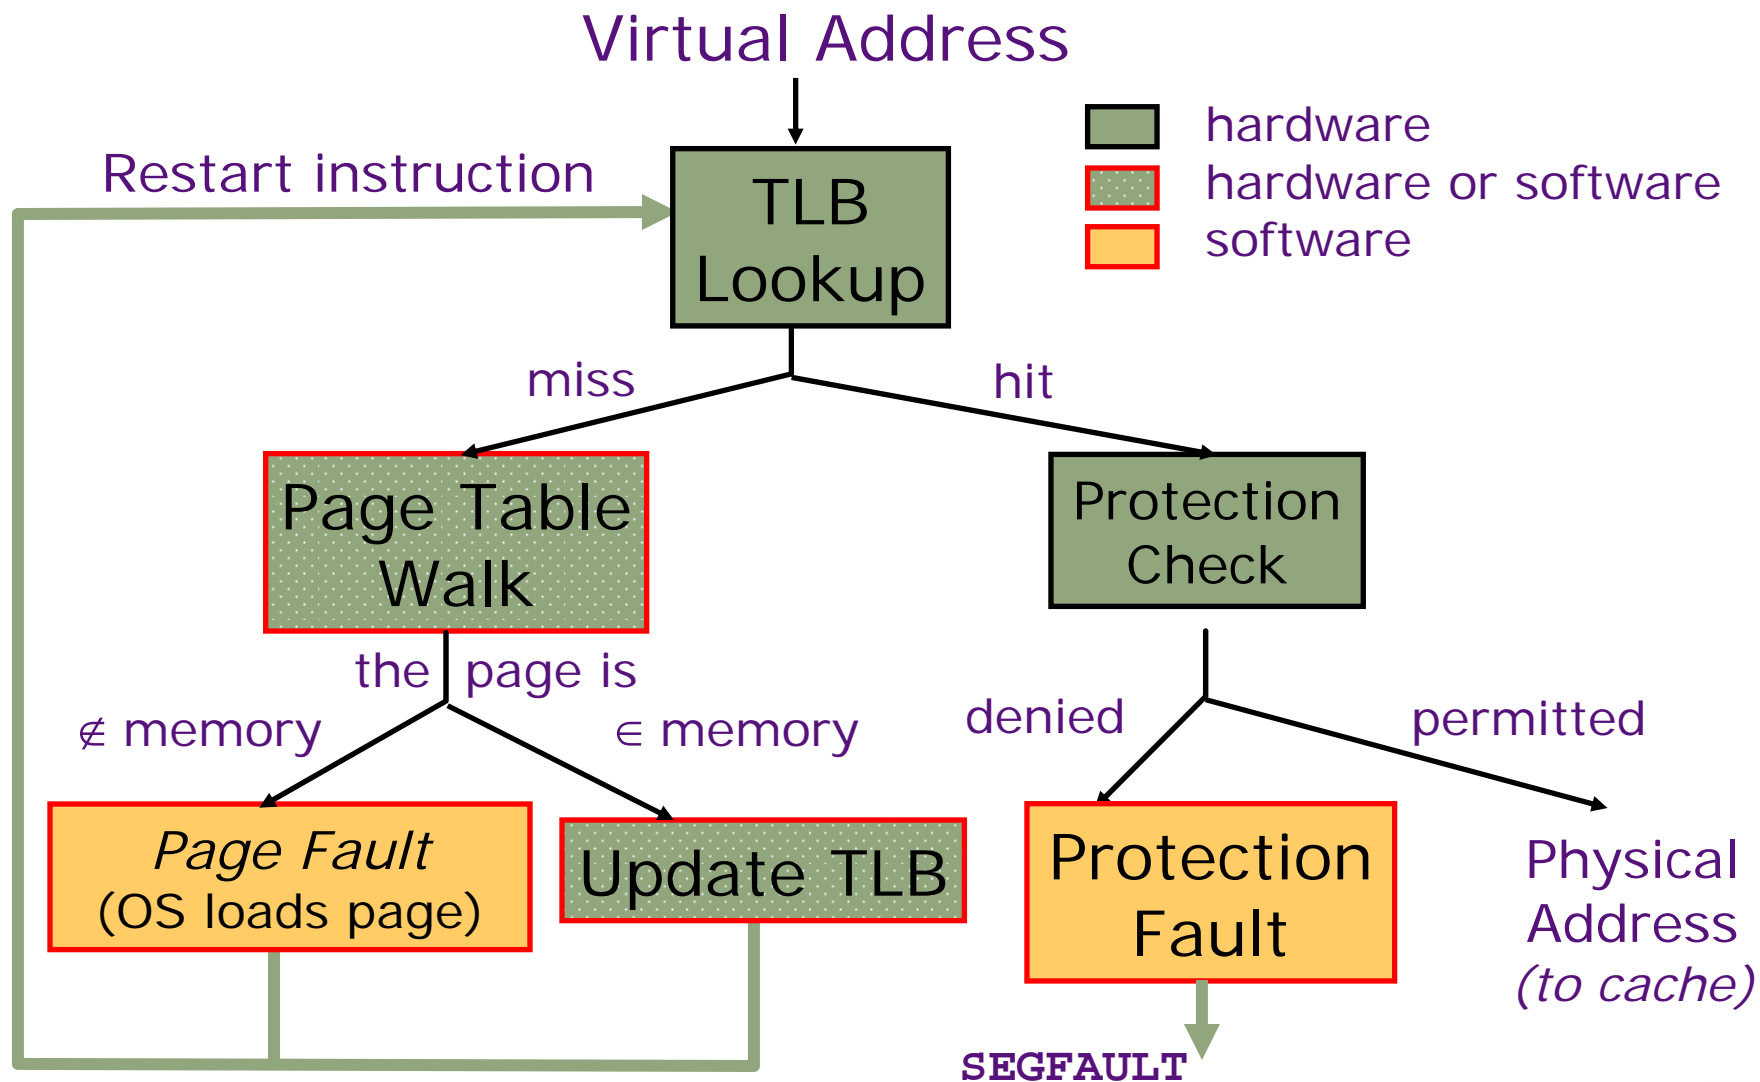 Virtual Address
hardware
hardware or software
software
Restart instruction
TLB
Lookup
miss
hit
Page Table
Walk
Protection
Check
the page is
∉ memory
∈ memory
denied
permitted
Page Fault
(OS loads page)
Update TLB
Protection
Fault
Physical
Address
(to cache)
SEGFAULT